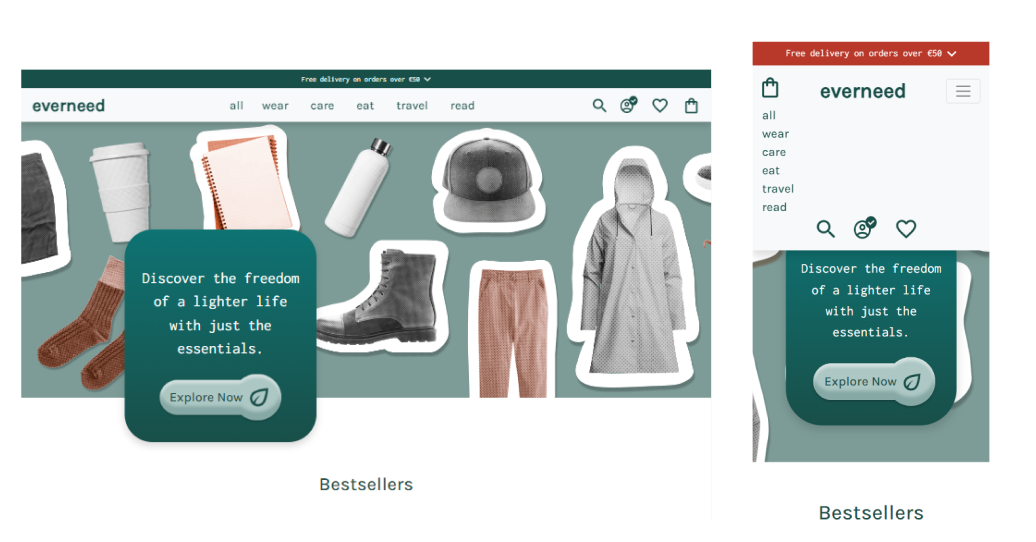 Free delivery on orders over €50
everneed
all wear care eat travel read
Discover the freedom
of a lighter life
with just the
essentials.
Explore Now
Bestsellers
Free delivery on orders over €50
everneed
all
wear
care
eat
travel
read
Discover the freedom
of a lighter life
with just the
essentials.
Explore Now
Bestsellers